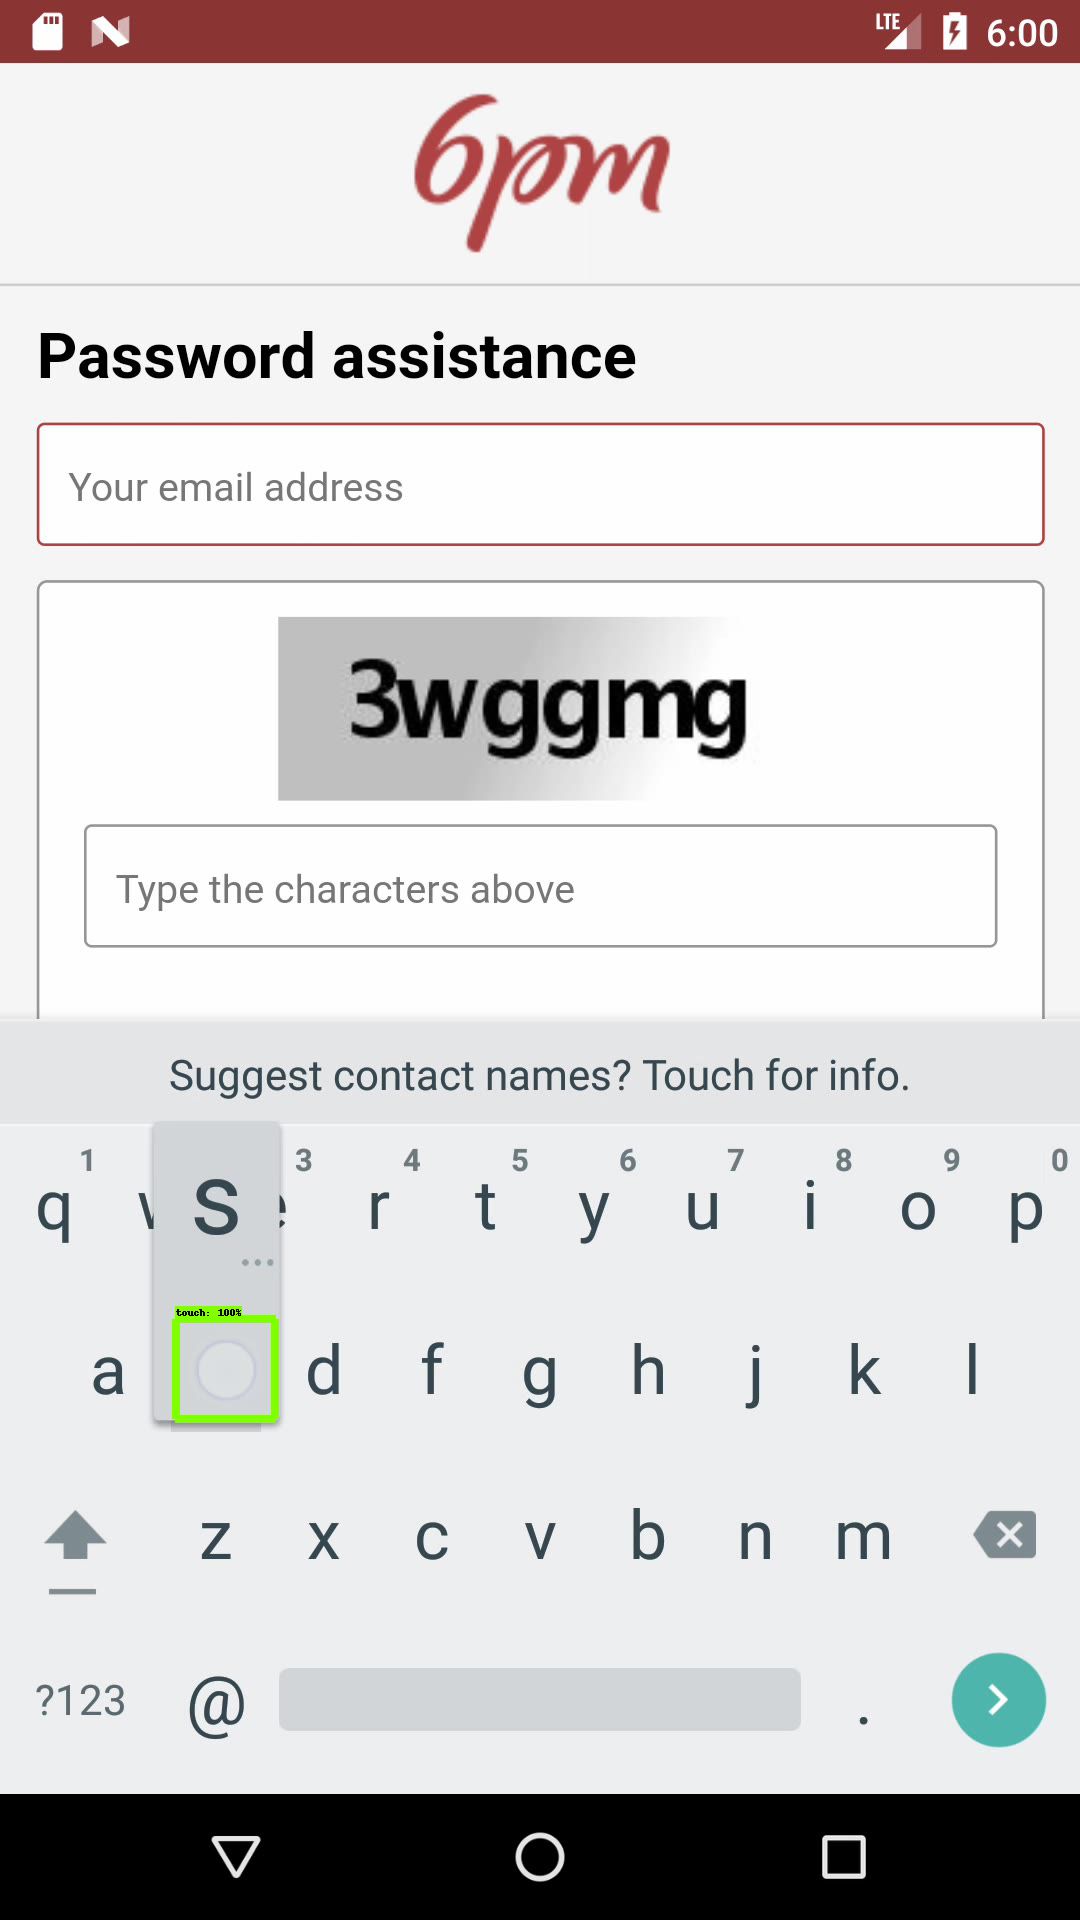 LTE 6:00
6pm
Password assistance
Your email address
3wggmg
Type the characters above
Suggest contact names? Touch for info.
1 3 4 5 6 7 8 9 0
q s r t y u i o p
touch: 100%
a d f g h j k l
z x c v b n m
?123 @ .